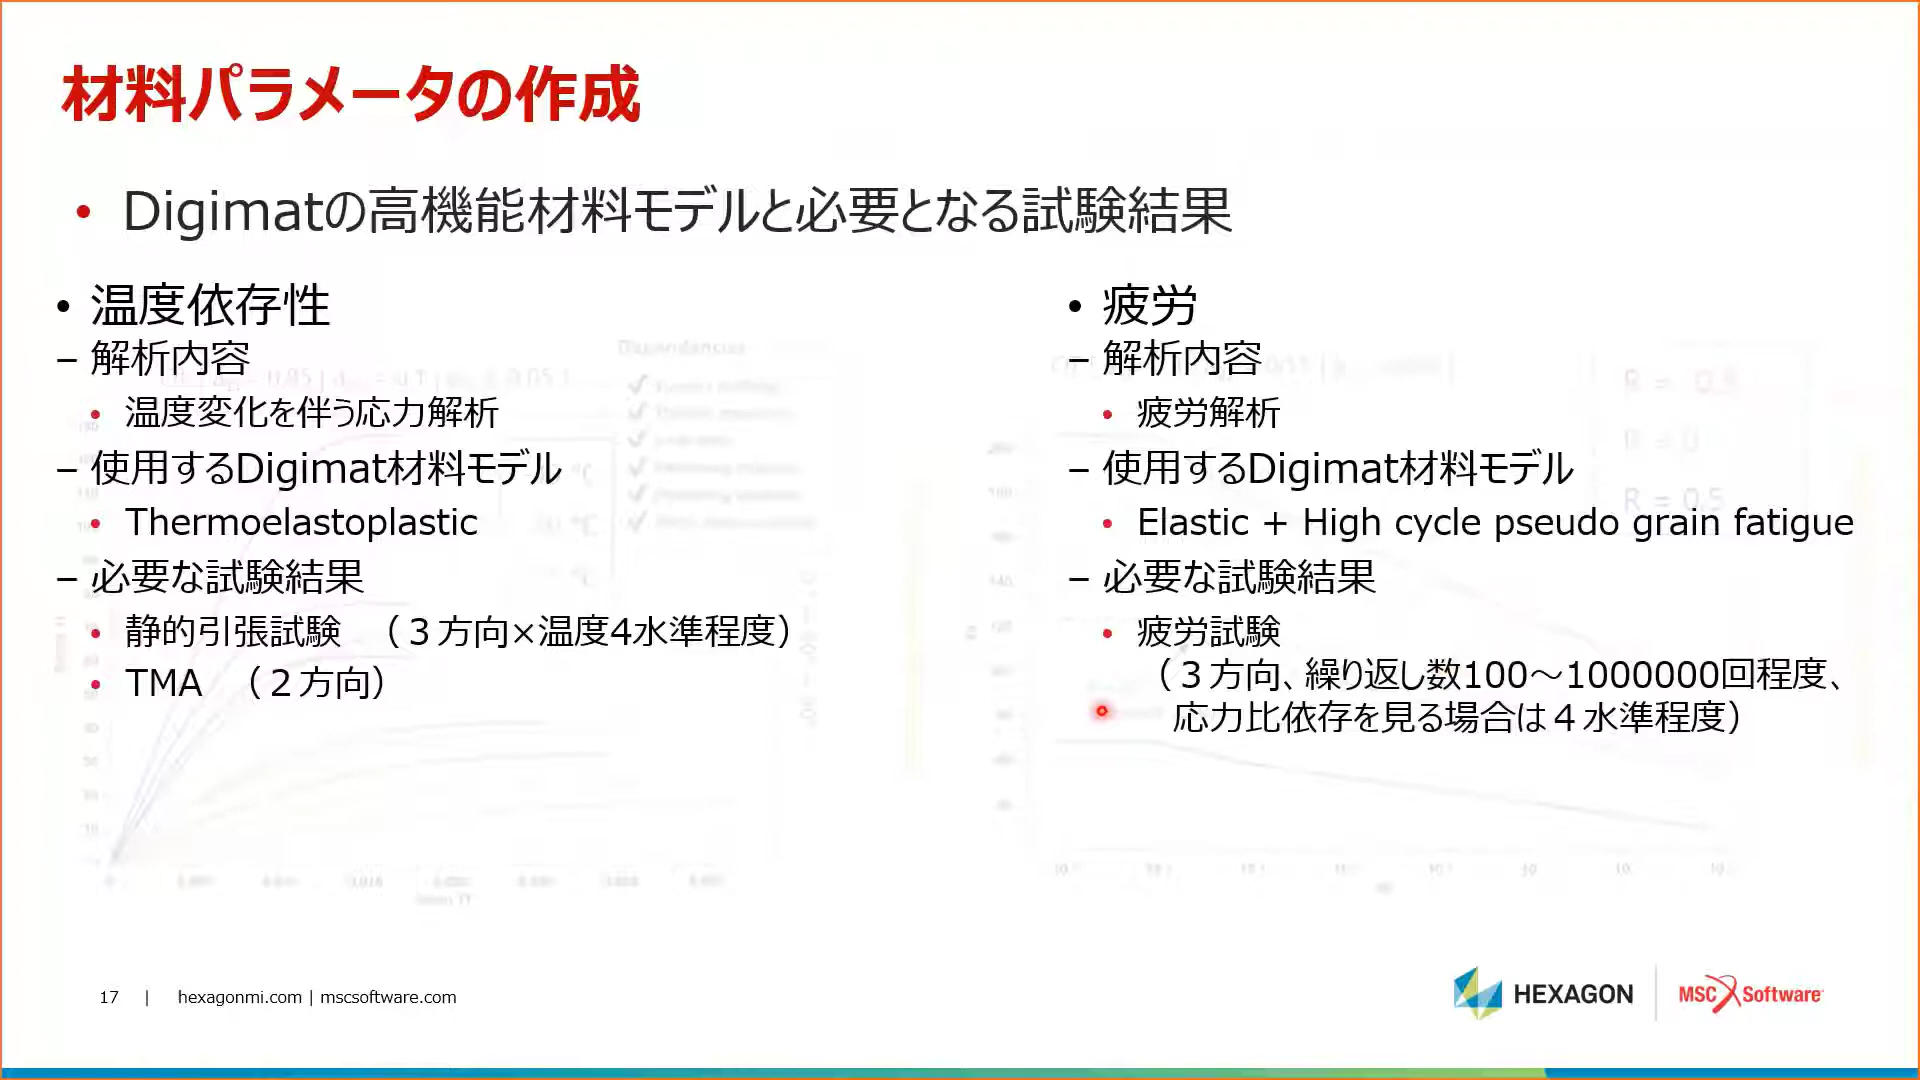 材料パラメータの作成
• Digimatの高機能材料モデルと必要となる試験結果
• 温度依存性
– 解析内容
• 温度変化を伴う応力解析
– 使用するDigimat材料モデル
• Thermoelastoplastic
– 必要な試験結果
• 静的引張試験 （３方向×温度4水準程度）
• TMA （２方向）
• 疲労
– 解析内容
• 疲労解析
– 使用するDigimat材料モデル
• Elastic + High cycle pseudo grain fatigue
– 必要な試験結果
• 疲労試験
（３方向、繰り返し数100～1000000回程度、
応力比依存を見る場合は４水準程度）
Dependencies
R = 0
R = 0.5
17 | hexagonmi.com | mscsoftware.com
HEXAGON
MSC Software